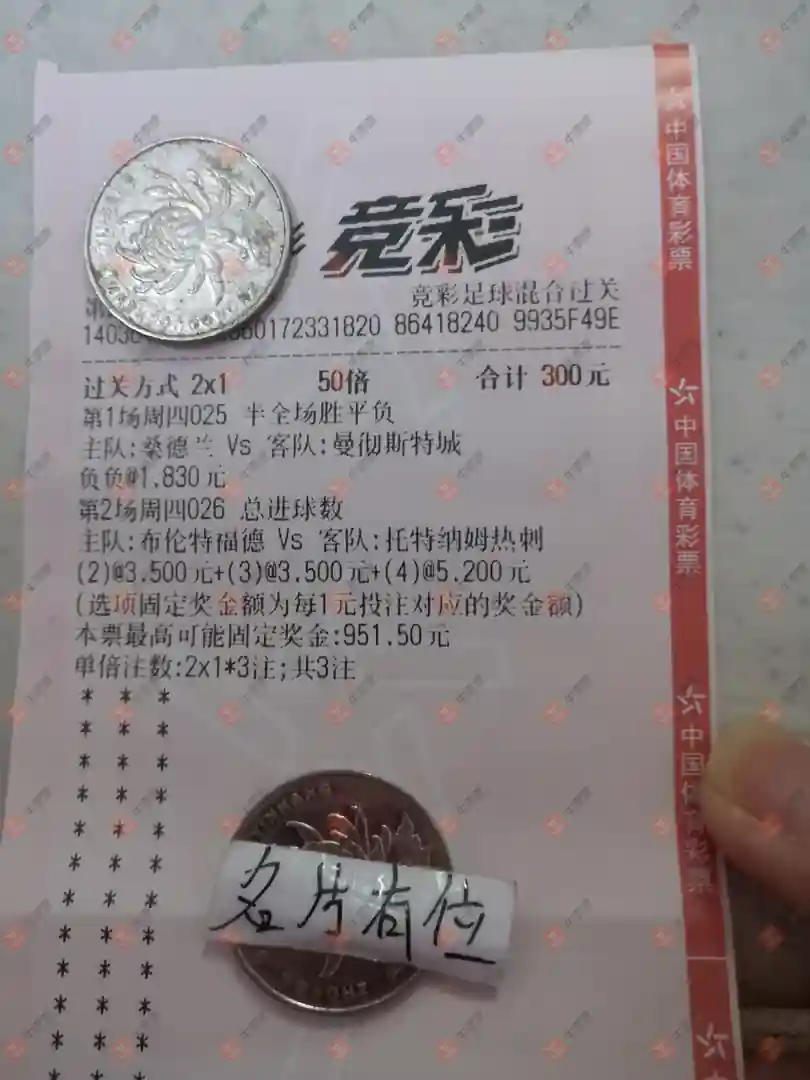 竞彩
竞彩足球混合过关
172331820 86418240 9935F49E
过关方式 2x1 50倍 合计 300元
第1场周四025 半全场胜平负
主队:桑德兰 Vs 客队:曼彻斯特城
负负@1.830元
第2场周四026 总进球数
主队:布伦特福德 Vs 客队:托特纳姆热刺
(2)@3.500元+(3)@3.500元+(4)@5.200元
(选项固定奖金额为每1元投注对应的奖金额)
本票最高可能固定奖金:951.50元
单倍注数:2x1*3注;共3注
名片有位
中国体育彩票
中国体育彩票
中国体育彩票